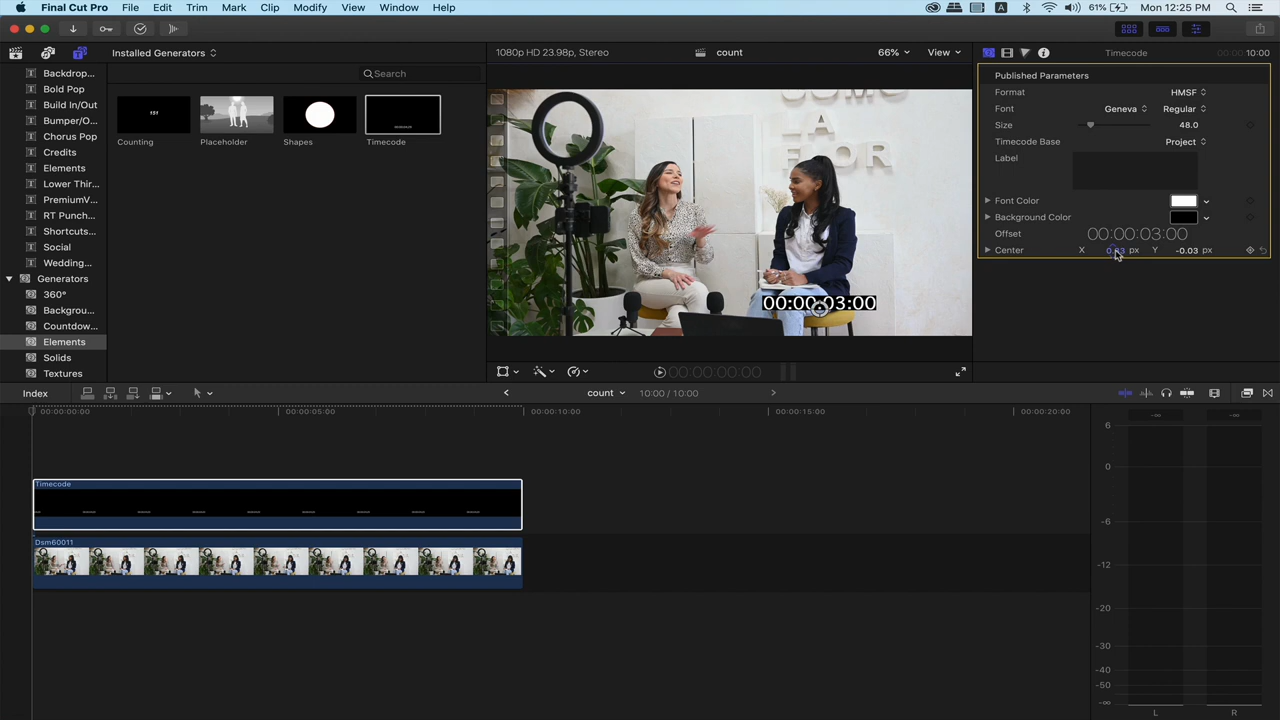 Final Cut Pro File Edit Trim Mark Clip Modify View Window Help A 61% Mon 12:25 PM
Installed Generators 1080p HD 23.98p, Stereo count 66% View Timecode 10:00
Search
Backdrop...
Bold Pop
Build In/Out
Bumper/O...
Chorus Pop
Credits
Elements
Lower Thir...
PremiumV...
RT Punch...
Shortcuts...
Social
Wedding...
Generators
360°
Backgrou...
Countdow...
Elements
Solids
Textures
151
Counting Placeholder Shapes Timecode
A
FLOR
00:00:03:00
Published Parameters
Format HMSF
Font Geneva Regular
Size 48.0
Timecode Base Project
Label
Font Color
Background Color
Offset 00:00:03:00
Center X px Y -0.03 px
00:00:00:00
Index count 10:00 / 10:00
00:00:00:00 00:00:05:00 00:00:10:00 00:00:15:00 00:00:20:00
Timecode
Dsm60011
-∞ -∞
6
0
-6
-12
-20
-30
-40
-50
-∞
L R